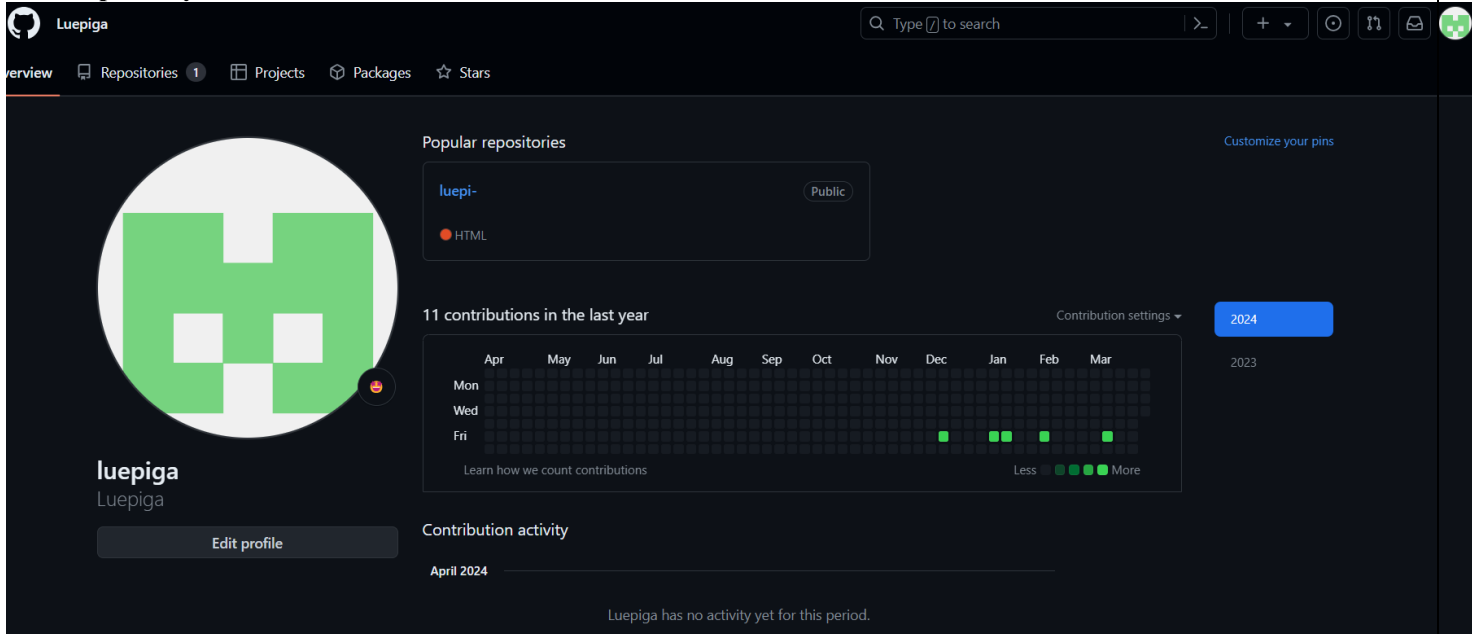 Luepiga
Type / to search
verview
Repositories 1
Projects
Packages
Stars
Popular repositories
Customize your pins
luepi-
Public
HTML
11 contributions in the last year
Contribution settings
2024
2023
Apr May Jun Jul Aug Sep Oct Nov Dec Jan Feb Mar
Mon
Wed
Fri
Learn how we count contributions
Less More
luepiga
Luepiga
Edit profile
Contribution activity
April 2024
Luepiga has no activity yet for this period.